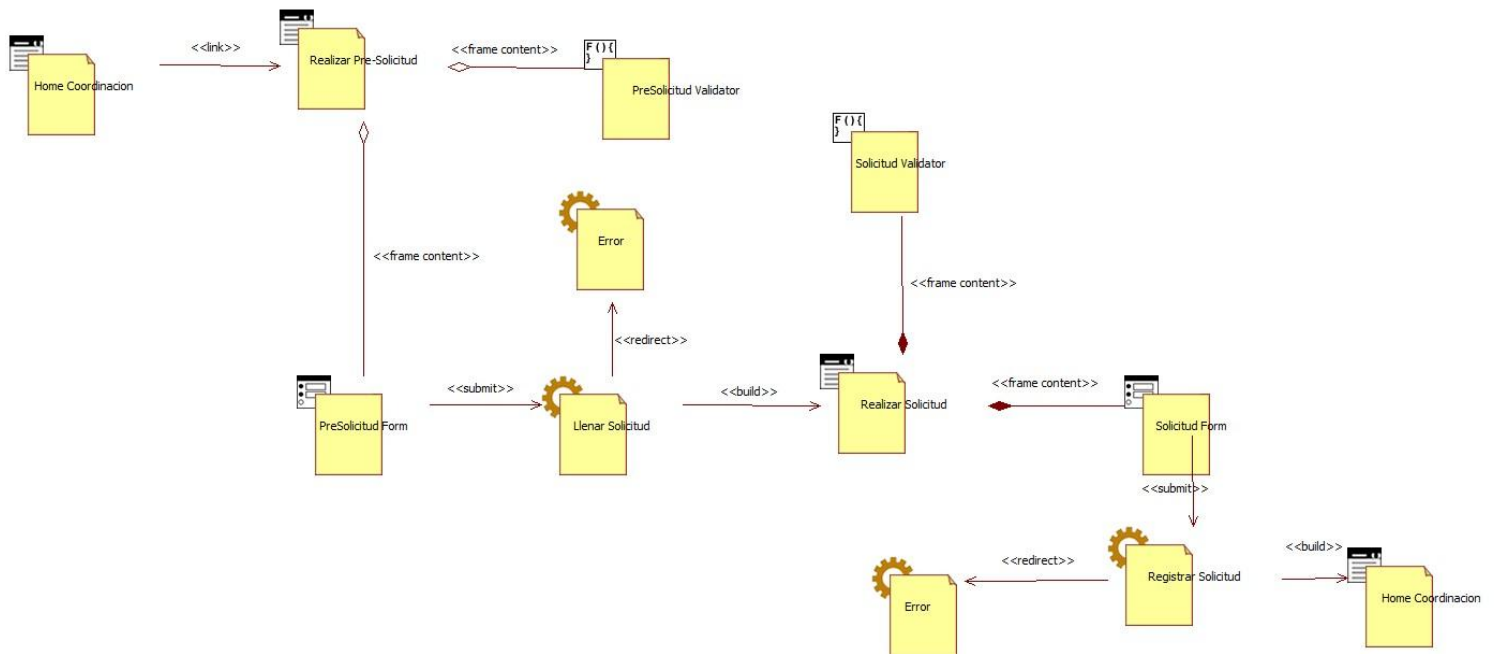 <<link>>
Home Coordinacion
Realizar Pre-Solicitud
<<frame content>>
F(){
}
PreSolicitud Validator
F(){
}
Solicitud Validator
Error
<<frame content>>
<<frame content>>
<<redirect>>
<<submit>>
<<build>>
<<frame content>>
PreSolicitud Form
Llenar Solicitud
Realizar Solicitud
Solicitud Form
<<submit>>
<<redirect>>
<<build>>
Error
Registrar Solicitud
Home Coordinacion